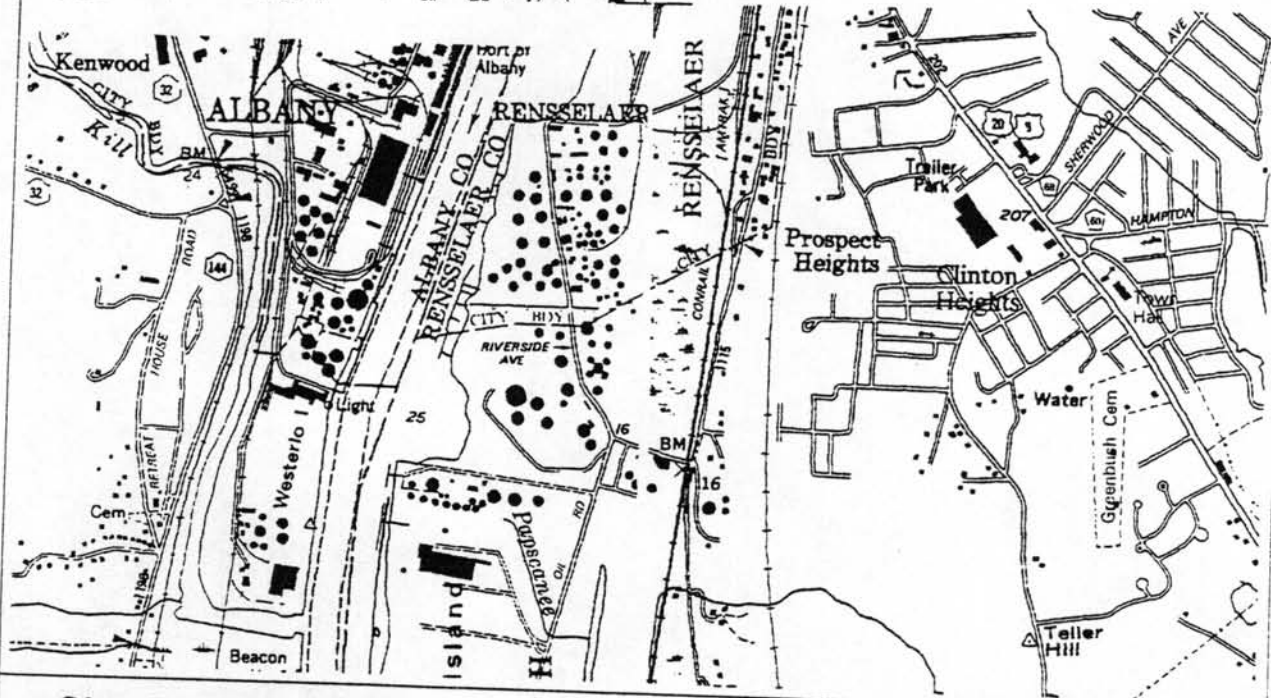 Port of
Albany
Kenwood
32
CITY
BDY
Kill
ALBANY
BM
24
32
144
ROAD
HOUSE
RETREAT
Cem
Westerlo I
Light
Beacon
ALBANY CO
RENSSELAER CO
25
RENSSELAER
CITY BDY
RIVERSIDE
AVE
16
RD
Papscanee
Island
H
RENSSELAER
CITY
BDY
CONRAIL
BM
16
202
20
9
SHERWOOD
AVE
Trailer
Park
207
HAMPTON
Prospect
Heights
Clinton
Heights
Town
Hall
Water
Greenbush Cem
Teller
Hill